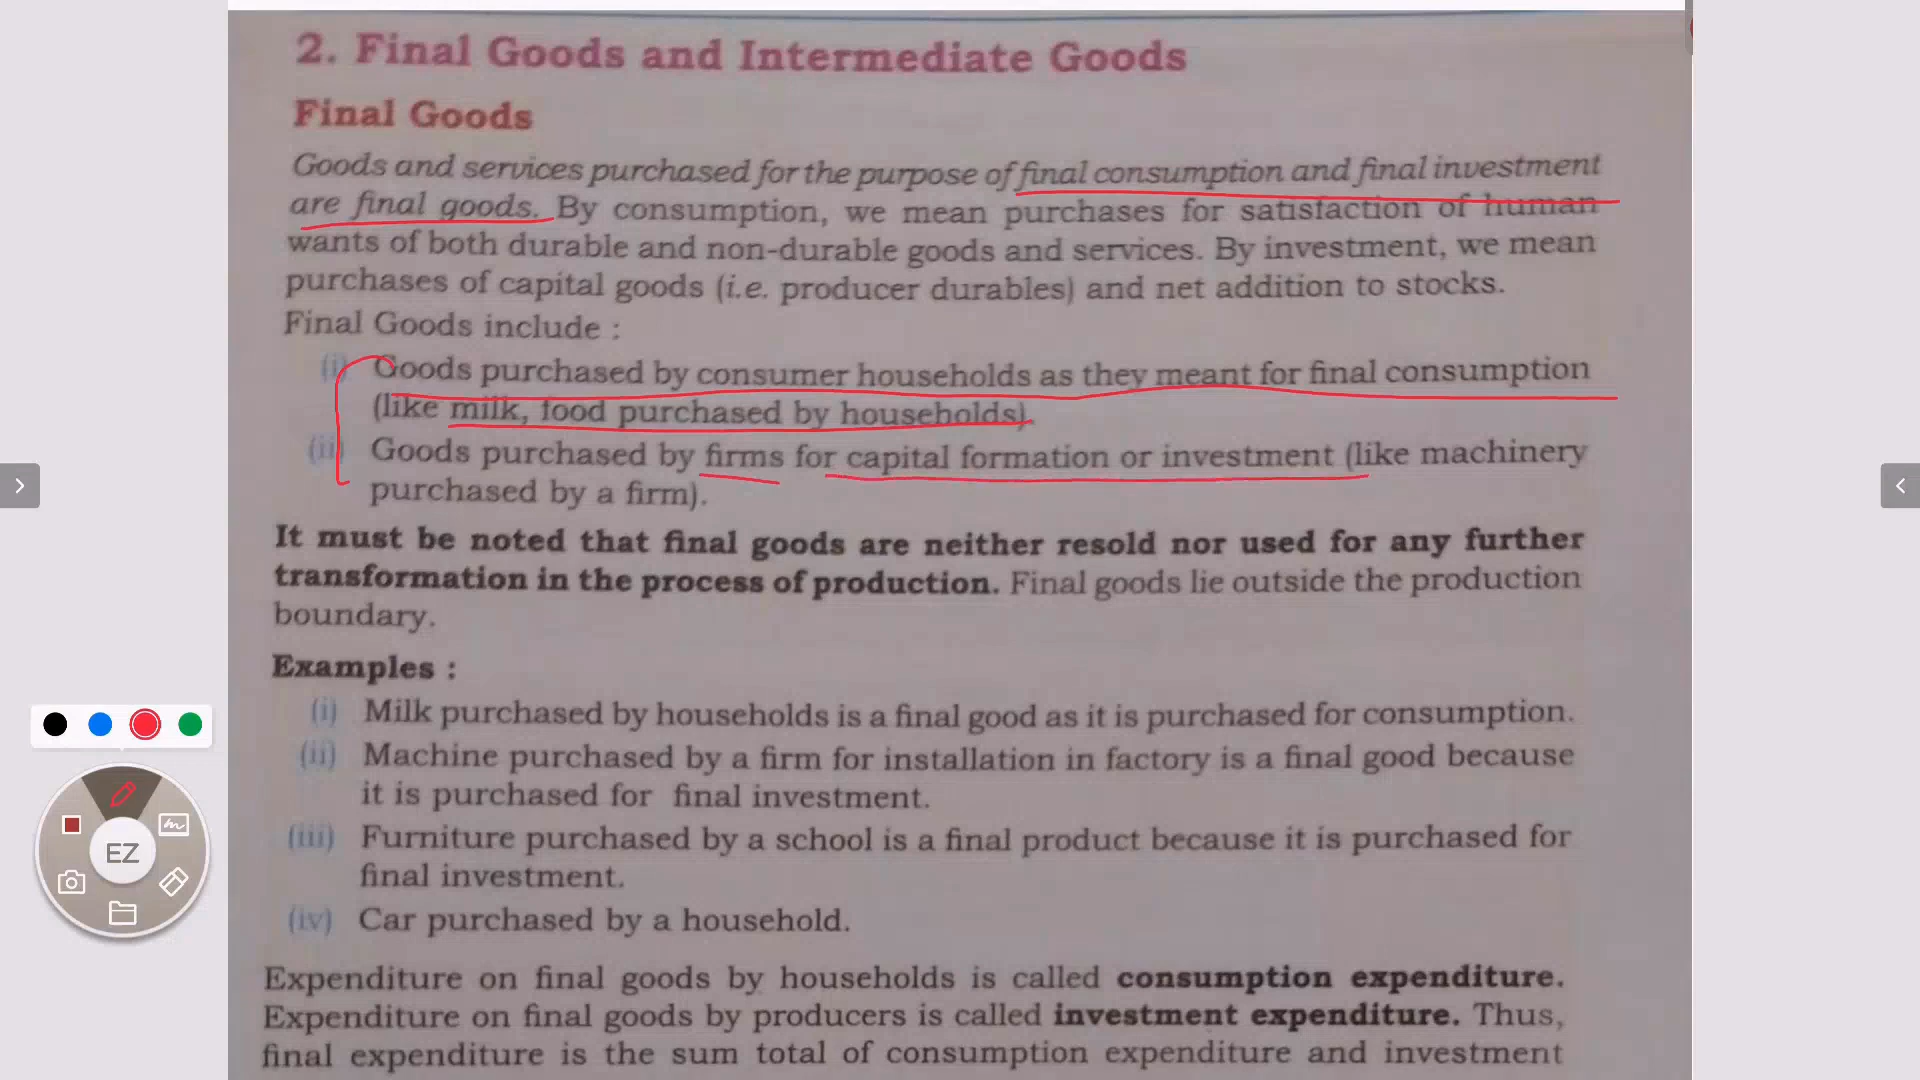 2. Final Goods and Intermediate Goods
Final Goods
Goods and services purchased for the purpose of final consumption and final investment
are final goods. By consumption, we mean purchases for satisfaction of human
wants of both durable and non-durable goods and services. By investment, we mean
purchases of capital goods (i.e. producer durables) and net addition to stocks.
Final Goods include :
(i) Goods purchased by consumer households as they meant for final consumption
(like milk, food purchased by households).
(ii) Goods purchased by firms for capital formation or investment (like machinery
purchased by a firm).
It must be noted that final goods are neither resold nor used for any further
transformation in the process of production. Final goods lie outside the production
boundary.
Examples :
(i) Milk purchased by households is a final good as it is purchased for consumption.
(ii) Machine purchased by a firm for installation in factory is a final good because
it is purchased for final investment.
(iii) Furniture purchased by a school is a final product because it is purchased for
final investment.
(iv) Car purchased by a household.
EZ
Expenditure on final goods by households is called consumption expenditure.
Expenditure on final goods by producers is called investment expenditure. Thus,
final expenditure is the sum total of consumption expenditure and investment